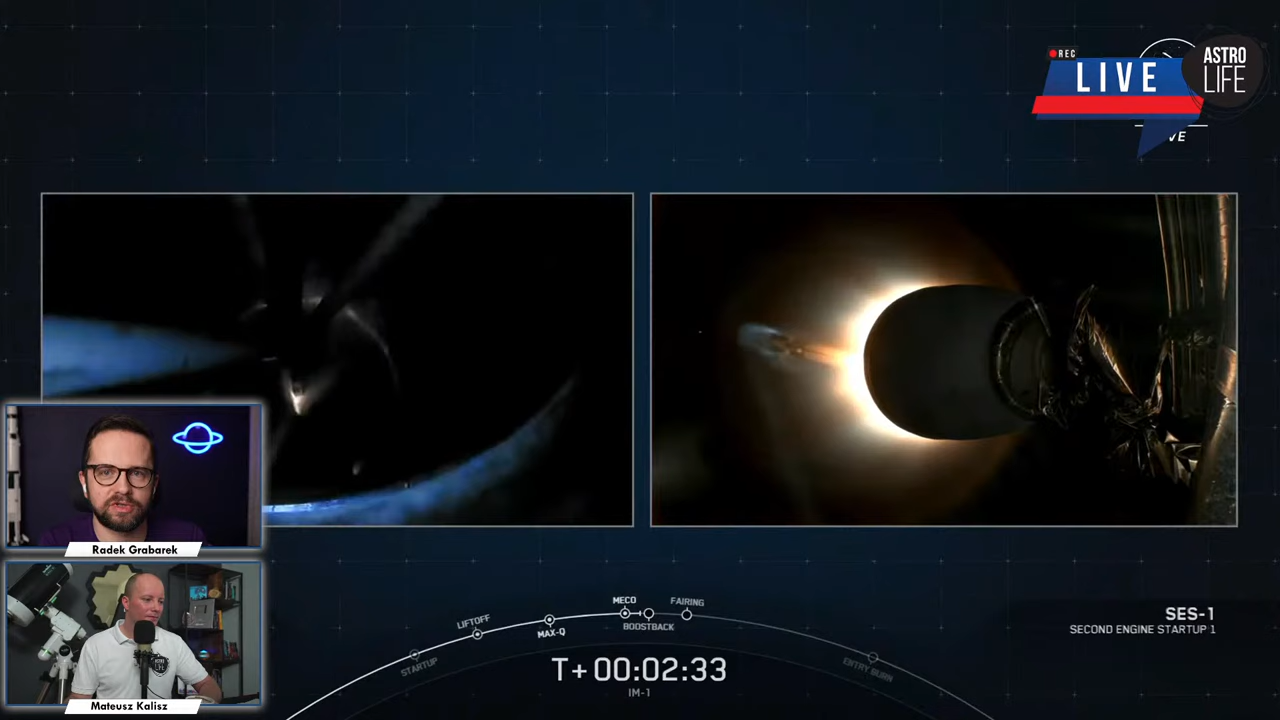 REC
LIVE
ASTRO
LIFE
VE
Radek Grabarek
Mateusz Kalisz
STARTUP
LIFTOFF
MAX-Q
MECO
BOOSTBACK
FAIRING
ENTRY BURN
T+00:02:33
IM-1
SES-1
SECOND ENGINE STARTUP 1